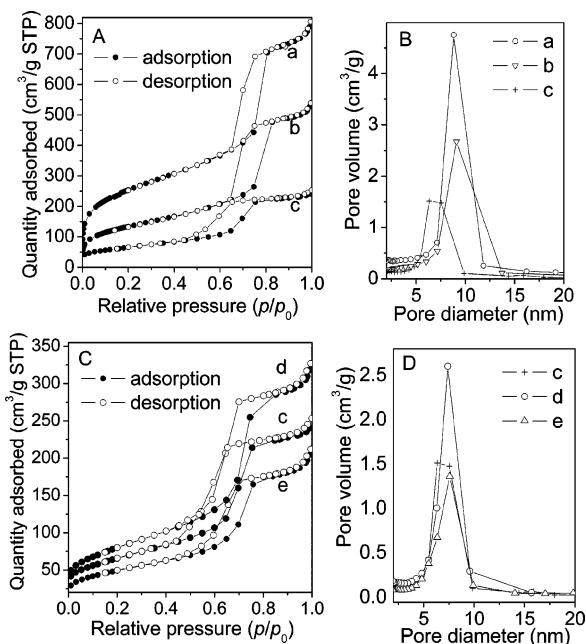 A
adsorption
desorption
a
b
c
800
700
600
500
400
300
200
100
0
Quantity adsorbed (cm³/g STP)
0.0 0.2 0.4 0.6 0.8 1.0
Relative pressure (p/p₀)
B
a
b
c
4
3
2
1
0
Pore volume (cm³/g)
5 10 15 20
Pore diameter (nm)
C
adsorption
desorption
d
c
e
350
300
250
200
150
100
50
Quantity adsorbed (cm³/g STP)
0.0 0.2 0.4 0.6 0.8 1.0
Relative pressure (p/p₀)
D
c
d
e
2.5
2.0
1.5
1.0
0.5
0.0
Pore volume (cm³/g)
5 10 15 20
Pore diameter (nm)